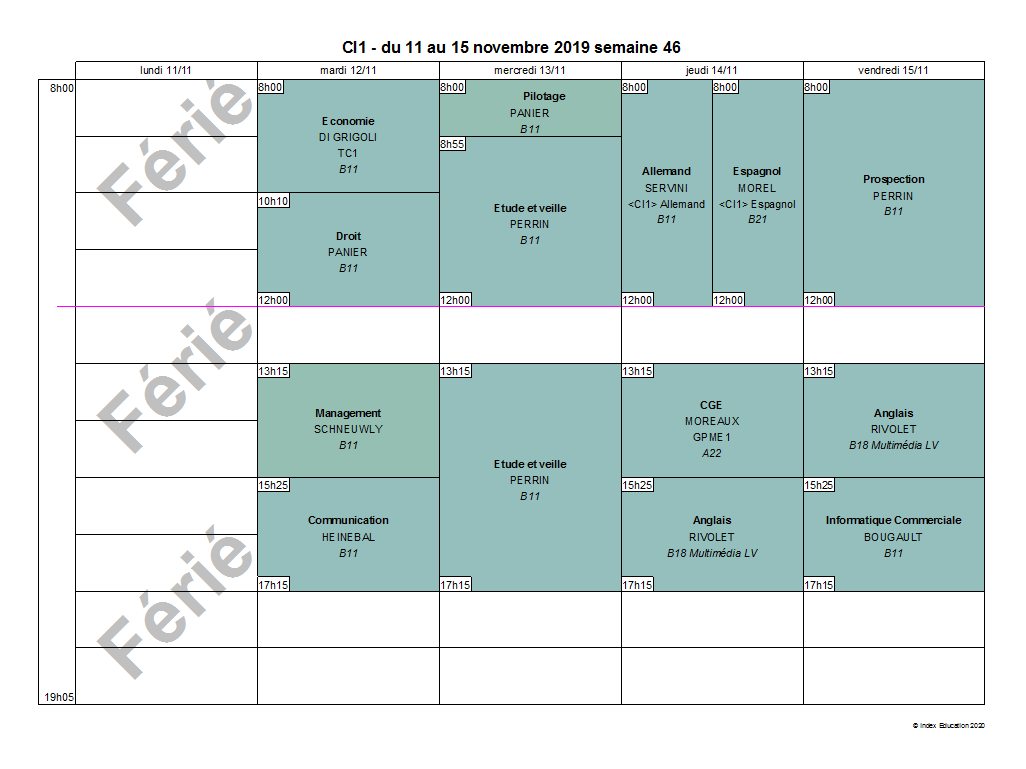 CI1 - du 11 au 15 novembre 2019 semaine 46
lundi 11/11
mardi 12/11
mercredi 13/11
jeudi 14/11
vendredi 15/11
8h00
19h05
Férié
Férié
Férié
8h00
Economie
DI GRIGOLI
TC1
B11
10h10
Droit
PANIER
B11
12h00
13h15
Management
SCHNEUWLY
B11
15h25
Communication
HEINEBAL
B11
17h15
8h00
Pilotage
PANIER
B11
8h55
Etude et veille
PERRIN
B11
12h00
13h15
Etude et veille
PERRIN
B11
17h15
8h00
Allemand
SERVINI
<CI1> Allemand
B11
12h00
8h00
Espagnol
MOREL
<CI1> Espagnol
B21
12h00
13h15
CGE
MOREAUX
GPME1
A22
15h25
Anglais
RIVOLET
B18 Multimédia LV
17h15
8h00
Prospection
PERRIN
B11
12h00
13h15
Anglais
RIVOLET
B18 Multimédia LV
15h25
Informatique Commerciale
BOUGAULT
B11
17h15
© Index Education 2020